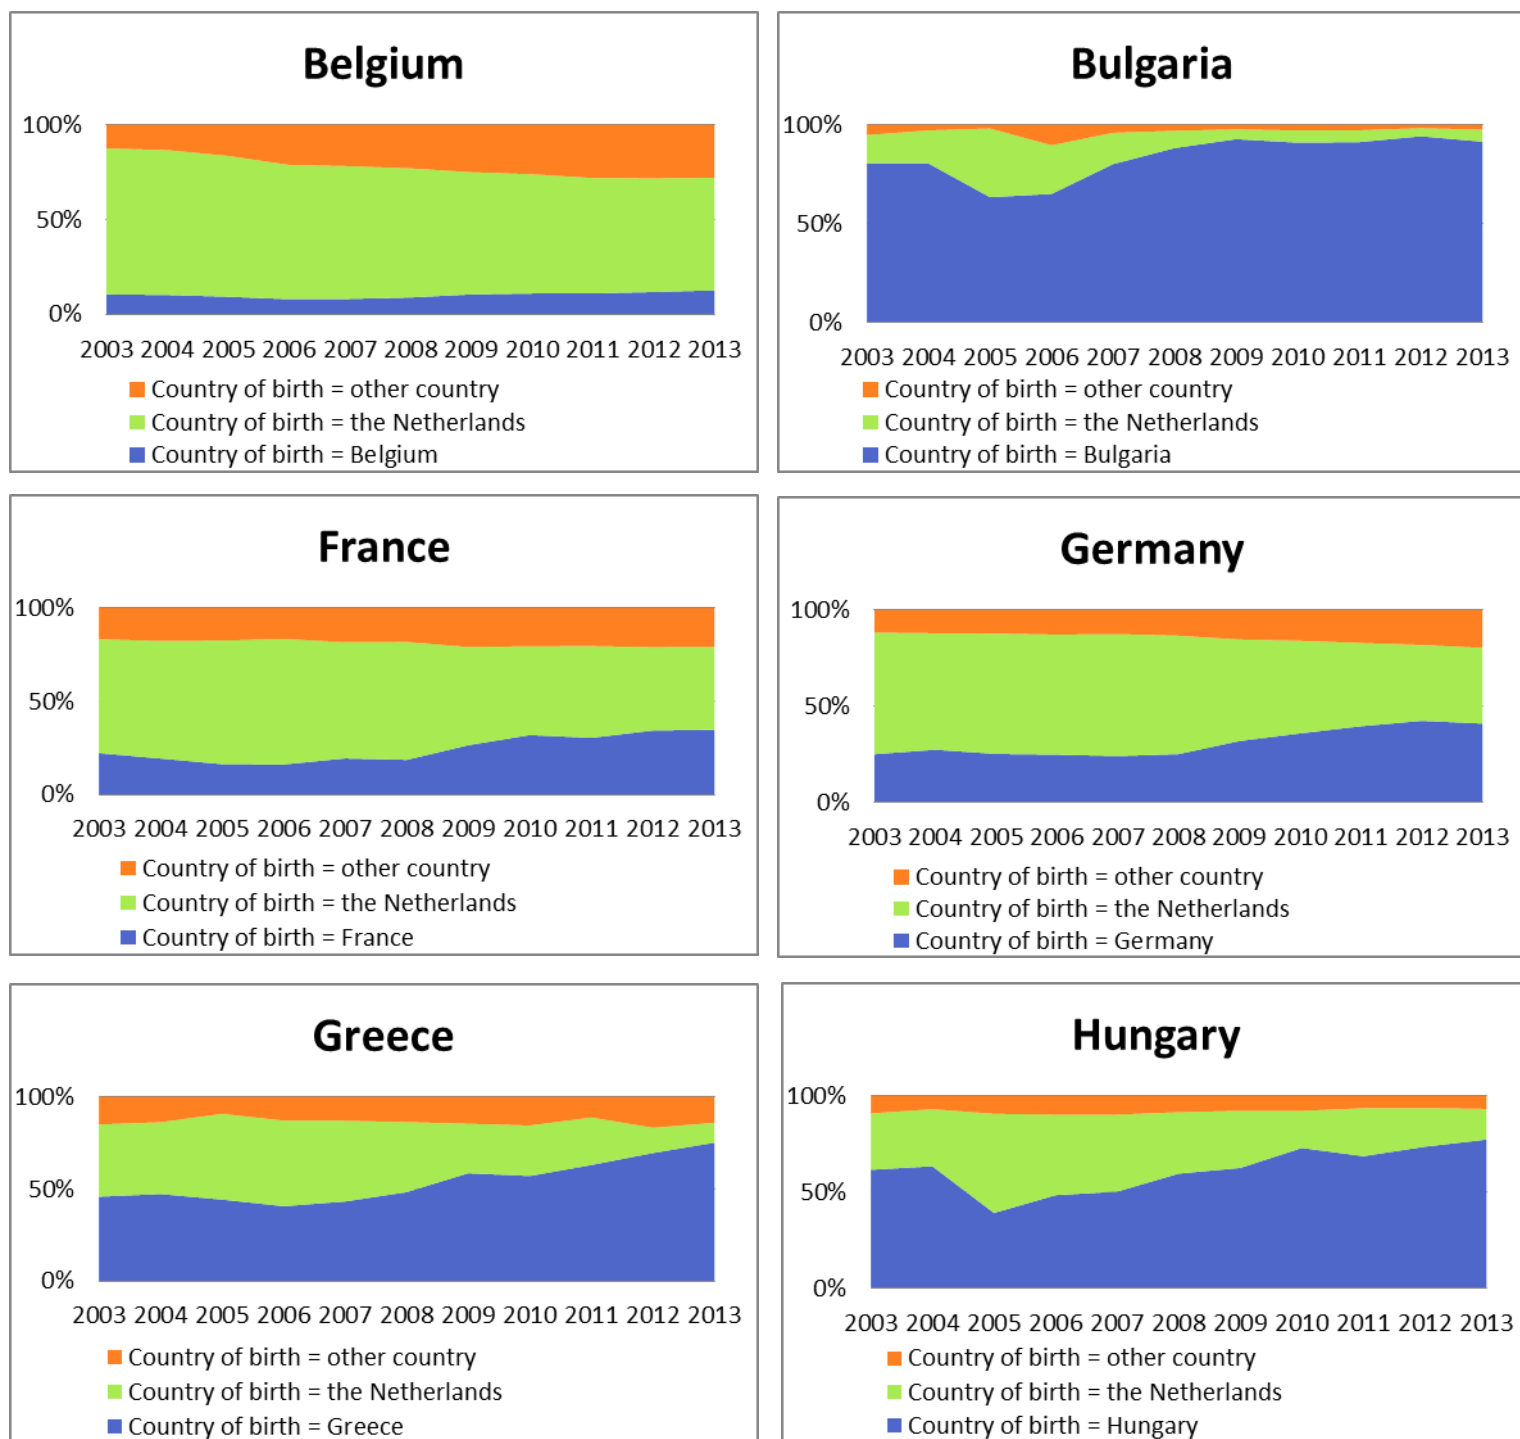 Belgium
100%
50%
0%
2003 2004 2005 2006 2007 2008 2009 2010 2011 2012 2013
Country of birth = other country
Country of birth = the Netherlands
Country of birth = Belgium
Bulgaria
100%
50%
0%
2003 2004 2005 2006 2007 2008 2009 2010 2011 2012 2013
Country of birth = other country
Country of birth = the Netherlands
Country of birth = Bulgaria
France
100%
50%
0%
2003 2004 2005 2006 2007 2008 2009 2010 2011 2012 2013
Country of birth = other country
Country of birth = the Netherlands
Country of birth = France
Germany
100%
50%
0%
2003 2004 2005 2006 2007 2008 2009 2010 2011 2012 2013
Country of birth = other country
Country of birth = the Netherlands
Country of birth = Germany
Greece
100%
50%
0%
2003 2004 2005 2006 2007 2008 2009 2010 2011 2012 2013
Country of birth = other country
Country of birth = the Netherlands
Country of birth = Greece
Hungary
100%
50%
0%
2003 2004 2005 2006 2007 2008 2009 2010 2011 2012 2013
Country of birth = other country
Country of birth = the Netherlands
Country of birth = Hungary